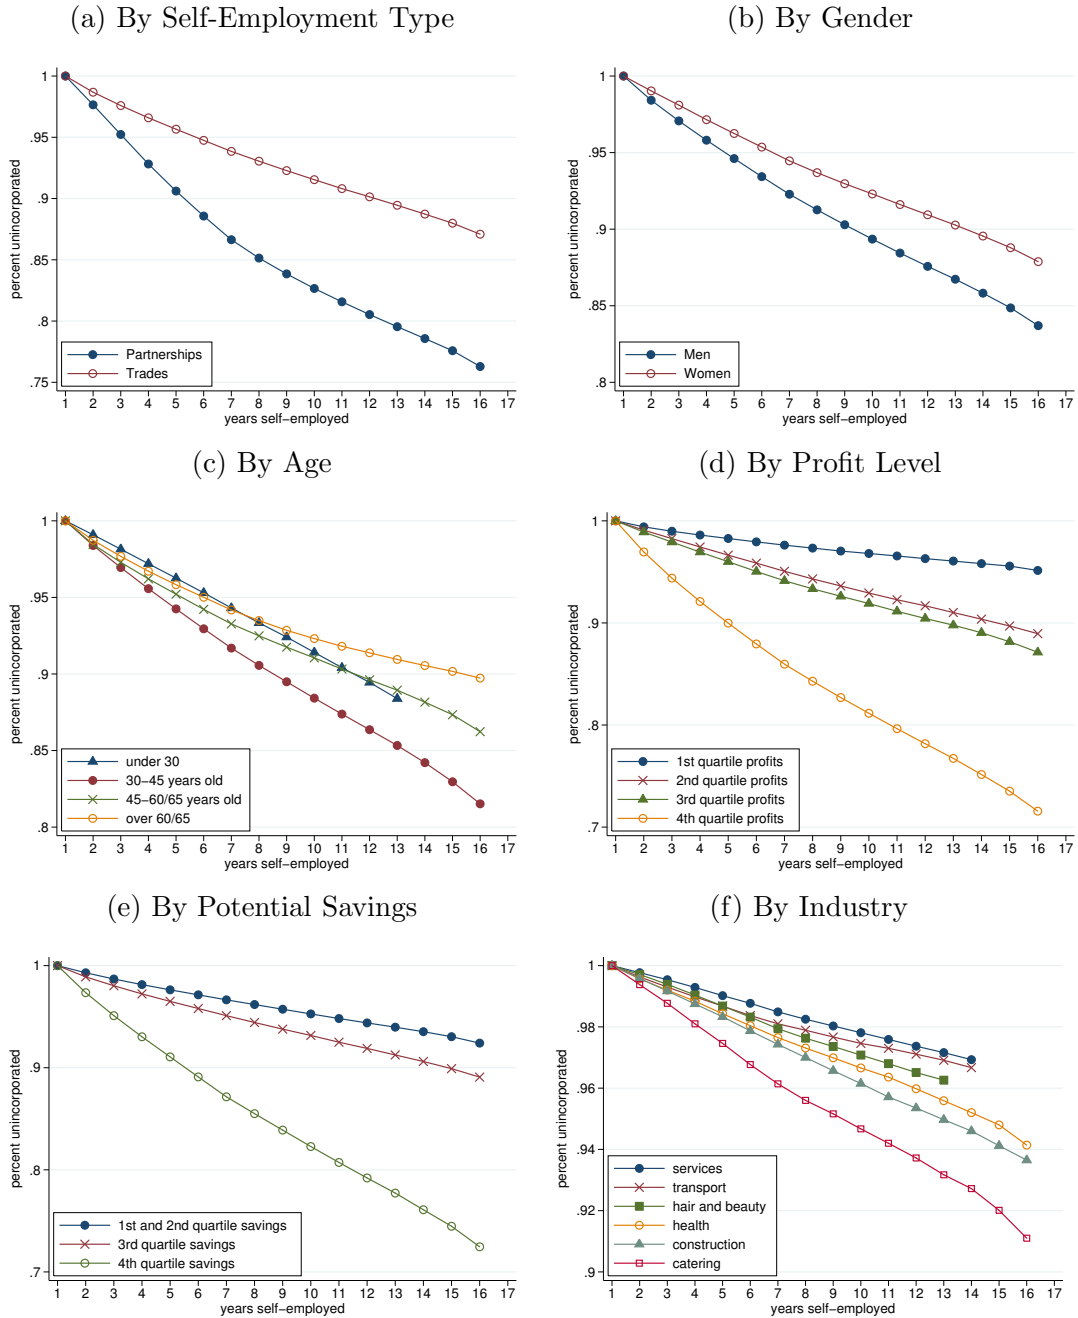 (a) By Self-Employment Type
1
.95
.9
.85
.8
.75
percent unincorporated
Partnerships
Trades
1 2 3 4 5 6 7 8 9 10 11 12 13 14 15 16 17
years self−employed
(b) By Gender
1
.95
.9
.85
.8
percent unincorporated
Men
Women
1 2 3 4 5 6 7 8 9 10 11 12 13 14 15 16 17
years self−employed
(c) By Age
1
.95
.9
.85
.8
percent unincorporated
under 30
30−45 years old
45−60/65 years old
over 60/65
1 2 3 4 5 6 7 8 9 10 11 12 13 14 15 16 17
years self−employed
(d) By Profit Level
1
.9
.8
.7
percent unincorporated
1st quartile profits
2nd quartile profits
3rd quartile profits
4th quartile profits
1 2 3 4 5 6 7 8 9 10 11 12 13 14 15 16 17
years self−employed
(e) By Potential Savings
1
.9
.8
.7
percent unincorporated
1st and 2nd quartile savings
3rd quartile savings
4th quartile savings
1 2 3 4 5 6 7 8 9 10 11 12 13 14 15 16 17
years self−employed
(f) By Industry
1
.98
.96
.94
.92
.9
percent unincorporated
services
transport
hair and beauty
health
construction
catering
1 2 3 4 5 6 7 8 9 10 11 12 13 14 15 16 17
years self−employed